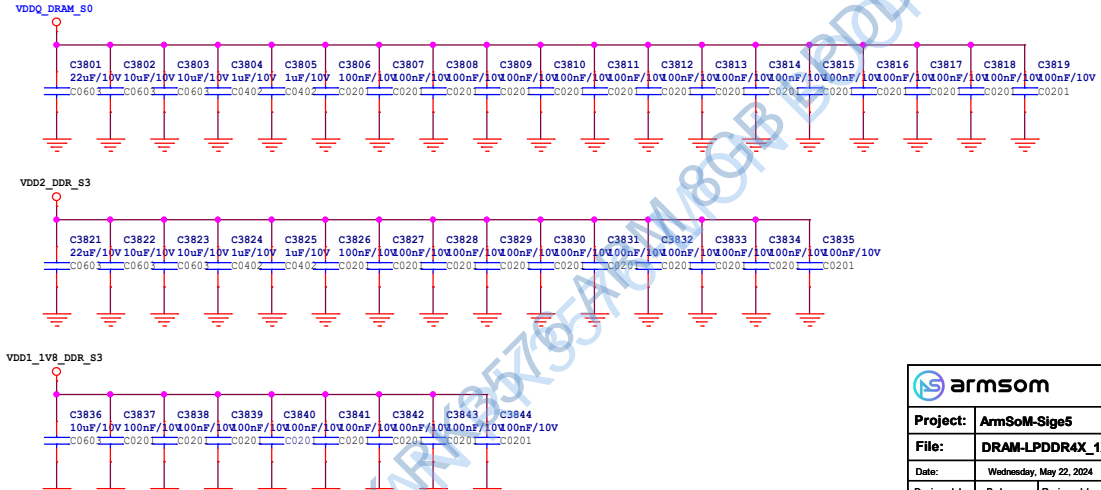 VDDQ_DRAM_S0
C3801 C3802 C3803 C3804 C3805 C3806 C3807 C3808 C3809 C3810 C3811 C3812 C3813 C3814 C3815 C3816 C3817 C3818 C3819
22uF/10V 10uF/10V 10uF/10V 1uF/10V 1uF/10V 100nF/10V 100nF/10V 100nF/10V 100nF/10V 100nF/10V 100nF/10V 100nF/10V 100nF/10V 100nF/10V 100nF/10V 100nF/10V 100nF/10V 100nF/10V 100nF/10V
C0603 C0603 C0603 C0402 C0402 C0201 C0201 C0201 C0201 C0201 C0201 C0201 C0201 C0201 C0201 C0201 C0201 C0201 C0201
VDD2_DDR_S3
C3821 C3822 C3823 C3824 C3825 C3826 C3827 C3828 C3829 C3830 C3831 C3832 C3833 C3834 C3835
22uF/10V 10uF/10V 10uF/10V 1uF/10V 1uF/10V 100nF/10V 100nF/10V 100nF/10V 100nF/10V 100nF/10V 100nF/10V 100nF/10V 100nF/10V 100nF/10V 100nF/10V
C0603 C0603 C0603 C0402 C0402 C0201 C0201 C0201 C0201 C0201 C0201 C0201 C0201 C0201 C0201
VDD1_1V8_DDR_S3
C3836 C3837 C3838 C3839 C3840 C3841 C3842 C3843 C3844
10uF/10V 100nF/10V 100nF/10V 100nF/10V 100nF/10V 100nF/10V 100nF/10V 100nF/10V 100nF/10V
C0603 C0201 C0201 C0201 C0201 C0201 C0201 C0201 C0201
RK3576 ARM 8GB
armsom
Project: ArmSoM-Sige5
File: DRAM-LPDDR4X_1
Date: Wednesday, May 22, 2024